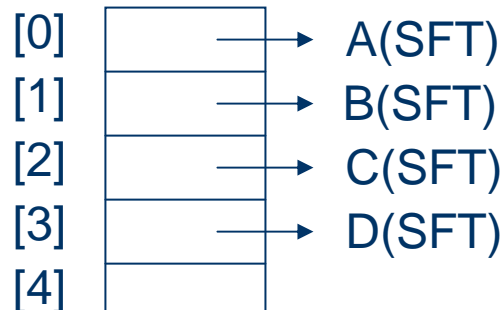 [0] A(SFT)
[1] B(SFT)
[2] C(SFT)
[3] D(SFT)
[4]